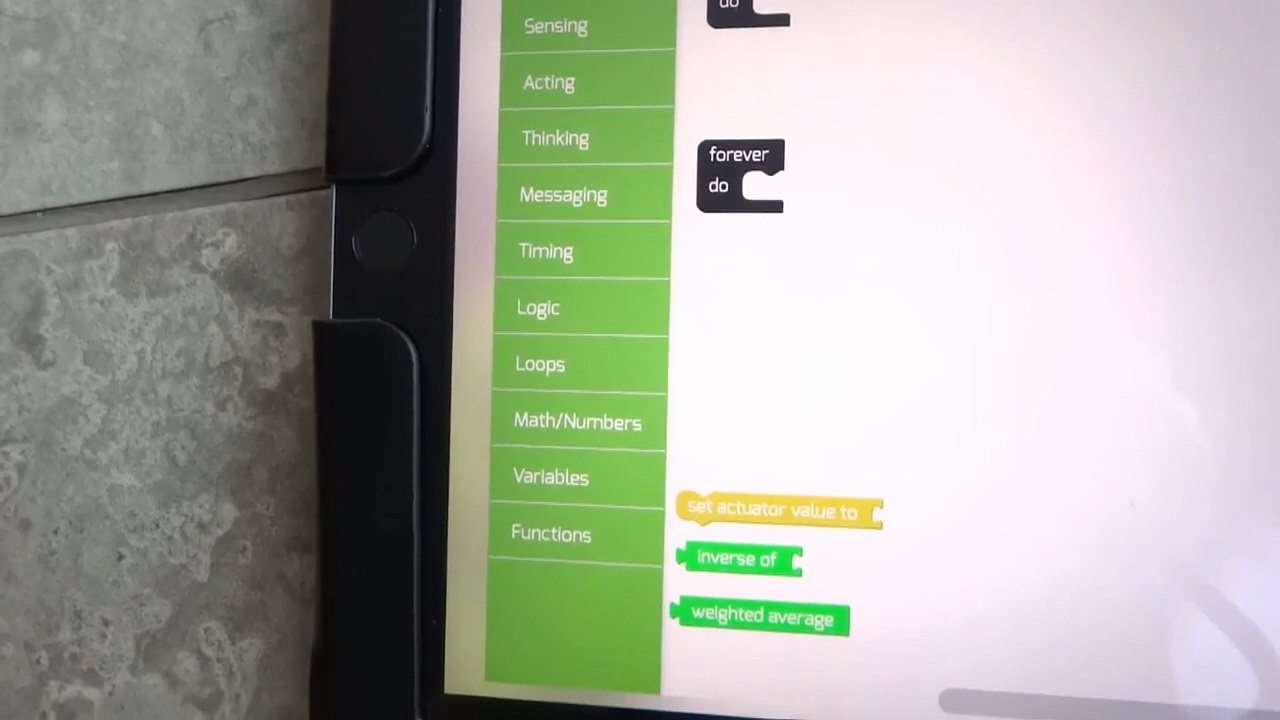 Sensing
Acting
Thinking
Messaging
Timing
Logic
Loops
Math/Numbers
Variables
Functions
do
forever
do
set actuator value to
inverse of
weighted average